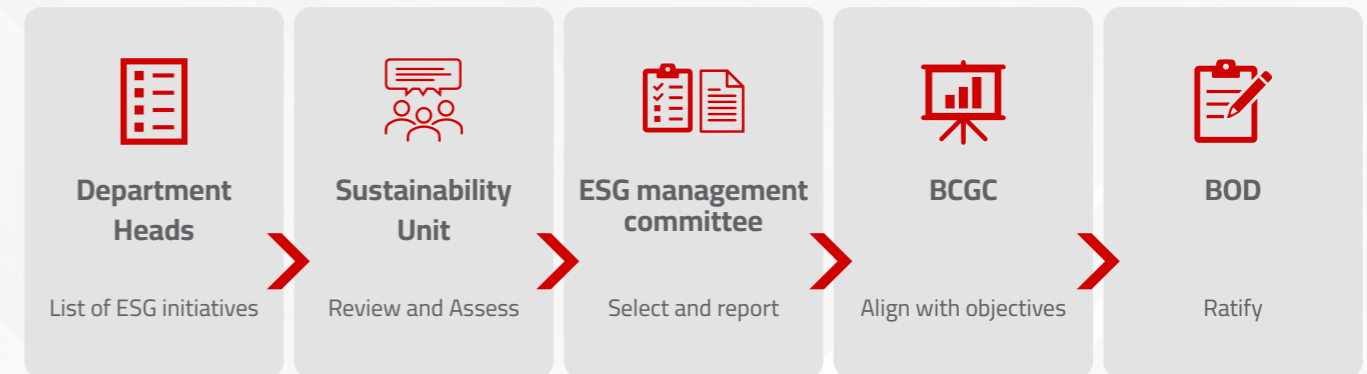 Department
Heads
List of ESG initiatives
Sustainability
Unit
Review and Assess
ESG management
committee
Select and report
BCGC
Align with objectives
BOD
Ratify